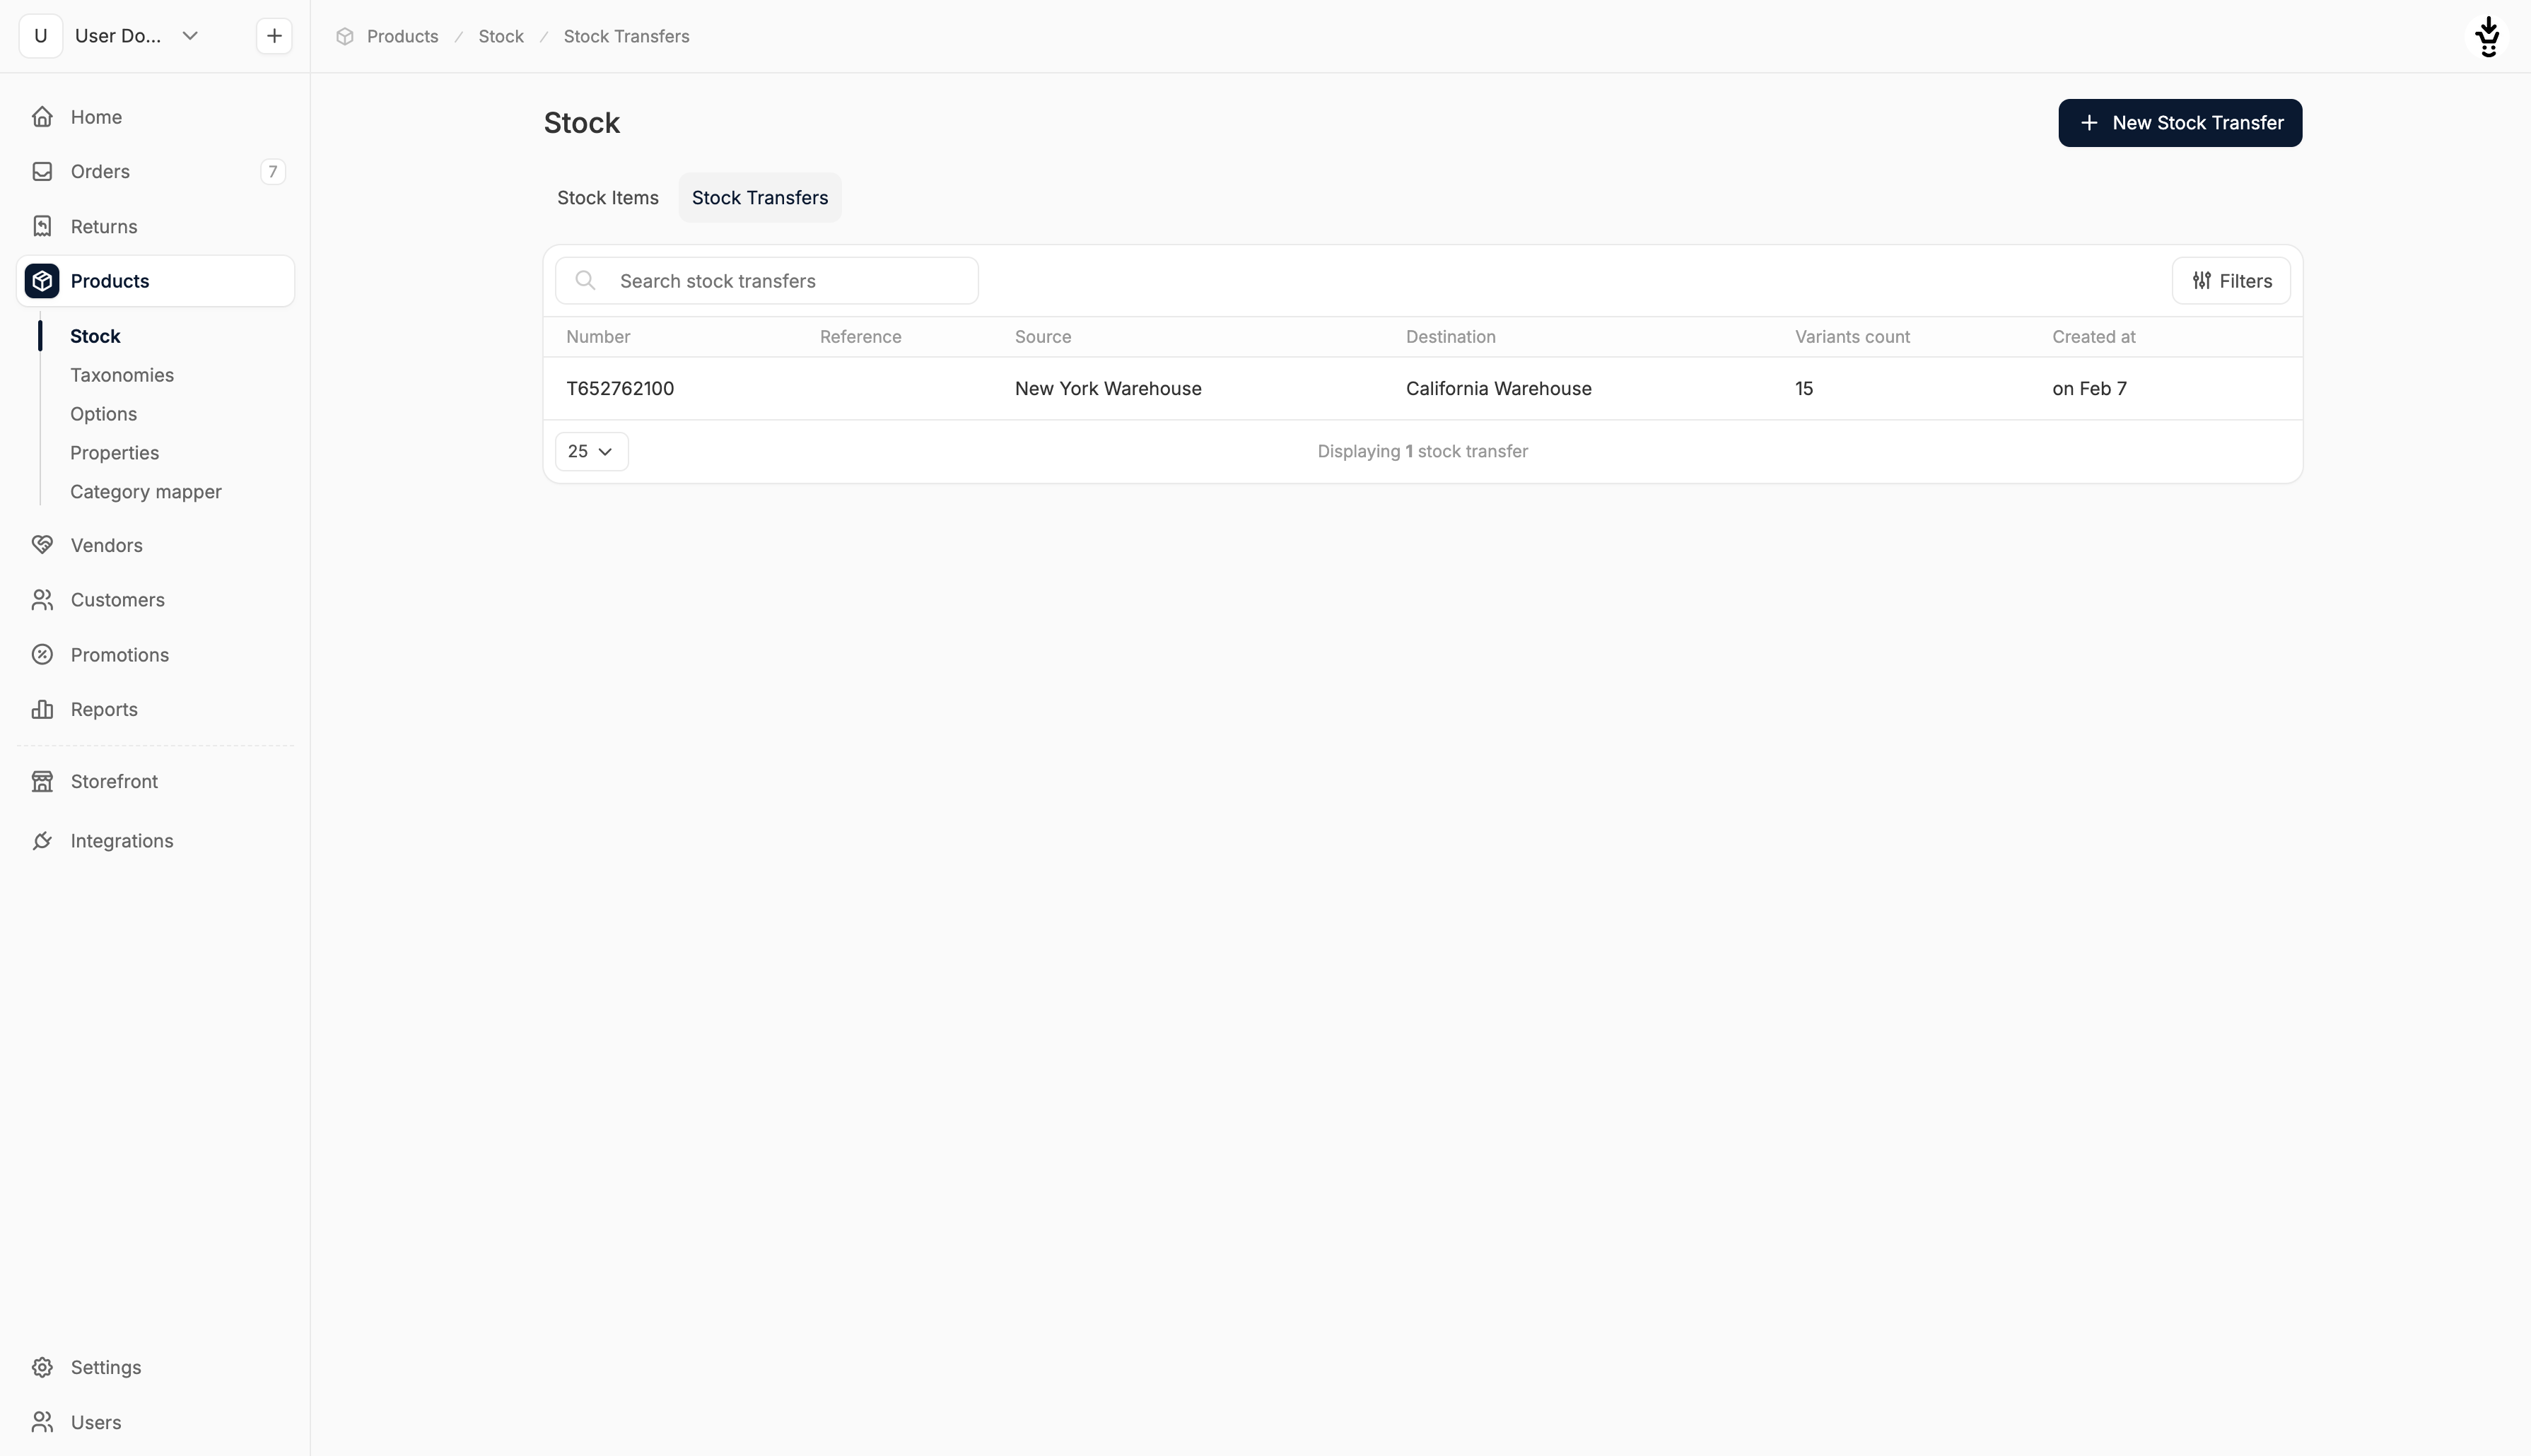 U User Do...
Products / Stock / Stock Transfers
Home
Orders 7
Returns
Products
Stock
Taxonomies
Options
Properties
Category mapper
Vendors
Customers
Promotions
Reports
Storefront
Integrations
Settings
Users
Stock
New Stock Transfer
Stock Items Stock Transfers
Search stock transfers Filters
Number Reference Source Destination Variants count Created at
T652762100 New York Warehouse California Warehouse 15 on Feb 7
25 Displaying 1 stock transfer